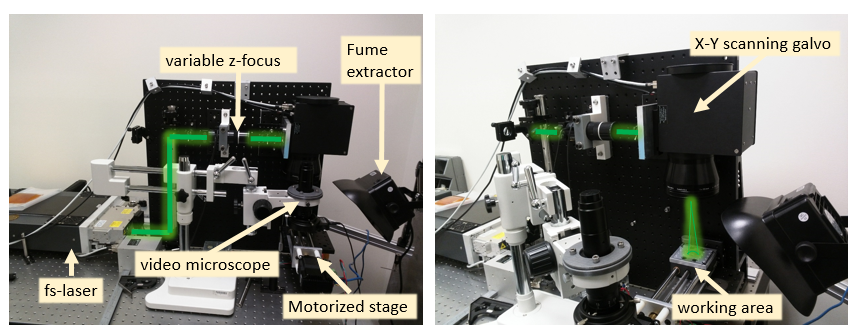 variable z-focus
Fume
extractor
fs-laser
video microscope
Motorized stage
X-Y scanning galvo
working area